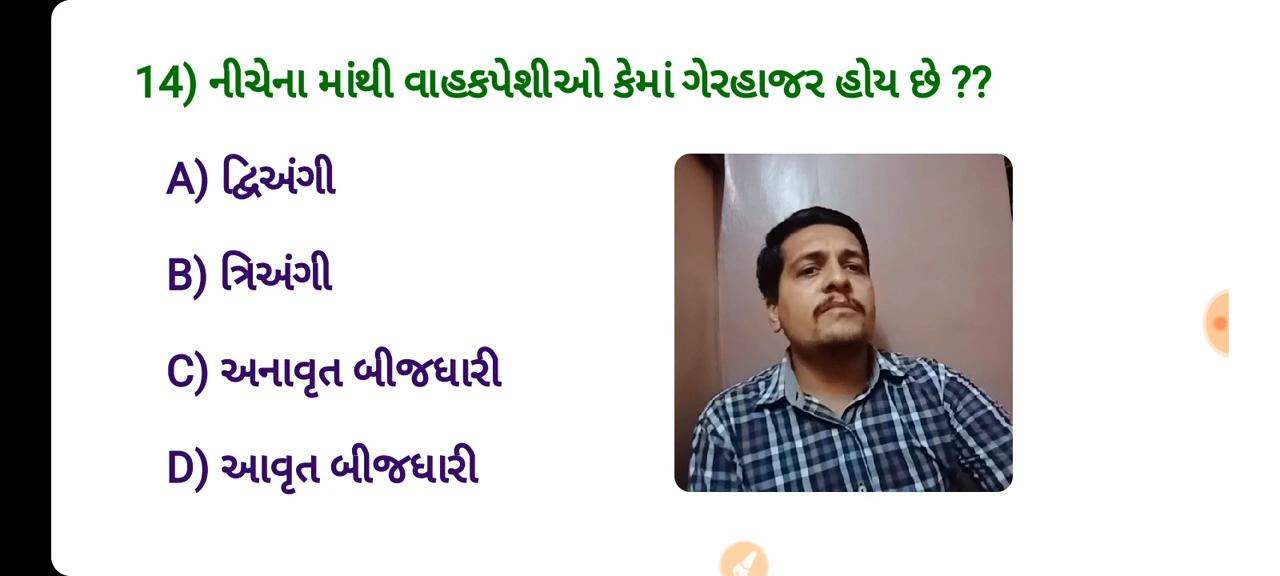 14) નીચેના માંથી વાહકપેશીઓ કેમાં ગેરહાજર હોય છે ??
A) દ્વિઅંગી
B) ત્રિઅંગી
C) અનાવૃત બીજધારી
D) આવૃત બીજધારી